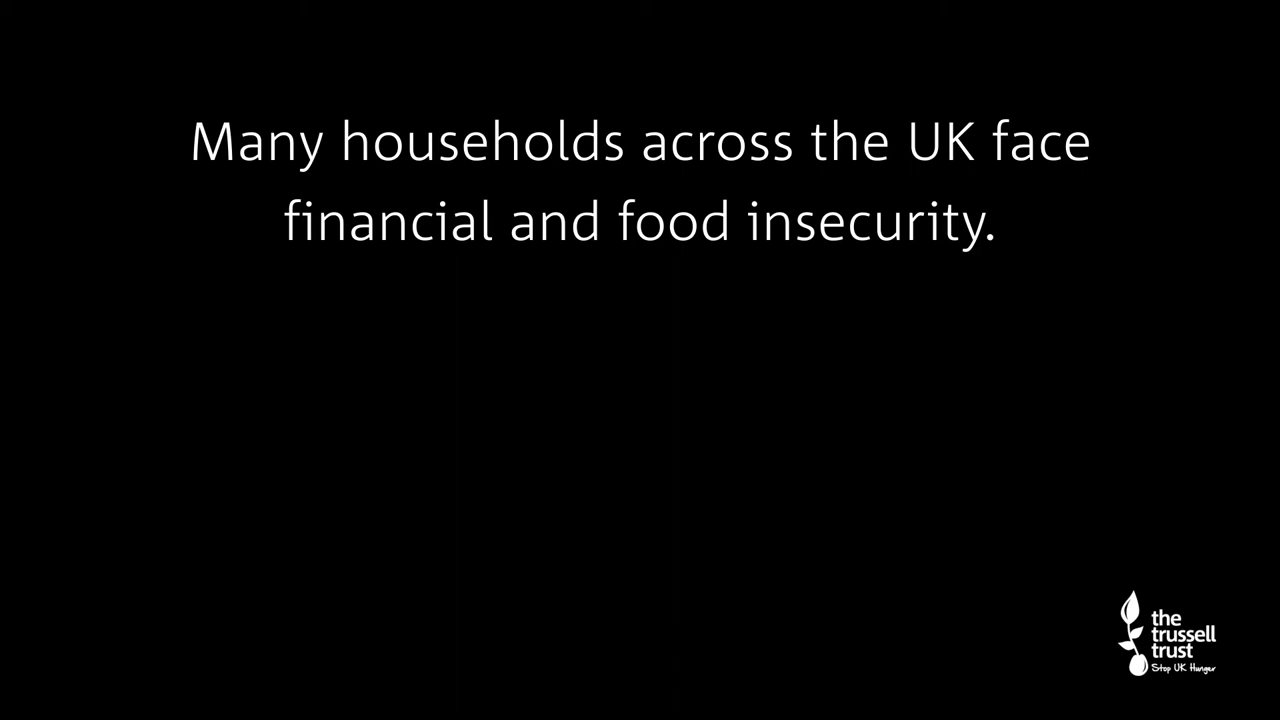 Many households across the UK face
financial and food insecurity.
the
trussell
trust
Stop UK Hunger